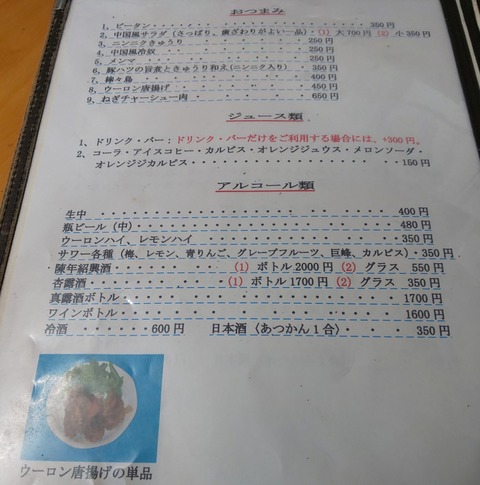 おつまみ
1、ピータン・・・・・・・・・・・・・・・・・・・350円
2、中国風サラダ(さっぱり、歯ざわりがよい一品)・(1)大700円 (2)小350円
3、ニンニクきゅうり・・・・・・・・・・250円
4、中国風冷奴・・・・・・・・・・・・250円
5、メンマ・・・・・・・・・・・・・・250円
6、豚ハツの旨煮ときゅうり和え(ニンニク入り)・350円
7、棒々鳥・・・・・・・・・・・・・・400円
8、ウーロン唐揚げ・・・・・・・・・・450円
9、ねぎチャーシュー肉・・・・・・・・650円
ジュース類
1、ドリンク・バー：ドリンク・バーだけをご利用する場合には、+300円。
2、コーラ・アイスコヒー・カルピス・オレンジジュウス・メロンソーダ・
オレンジジカルピス・・・・・・・・・・・・・・・・150円
アルコール類
生中・・・・・・・・・・・・・・・・・・・・400円
瓶ビール(中)・・・・・・・・・・・・・・・・480円
ウーロンハイ、レモンハイ・・・・・・・・・・・350円
サワー各種(梅、レモン、青りんご、グレープフルーツ、巨峰、カルピス)・350円
陳年紹興酒・・・・・・・・(1)ボトル2000円 (2)グラス 550円
杏露酒・・・・・・・・・・(1)ボトル1700円 (2)グラス 350円
真露酒ボトル・・・・・・・・・・・・・・・・1700円
ワインボトル・・・・・・・・・・・・・・・・1600円
冷酒・・・・・・600円 日本酒〈あつかん1合〉・・・・350円
ウーロン唐揚げの単品